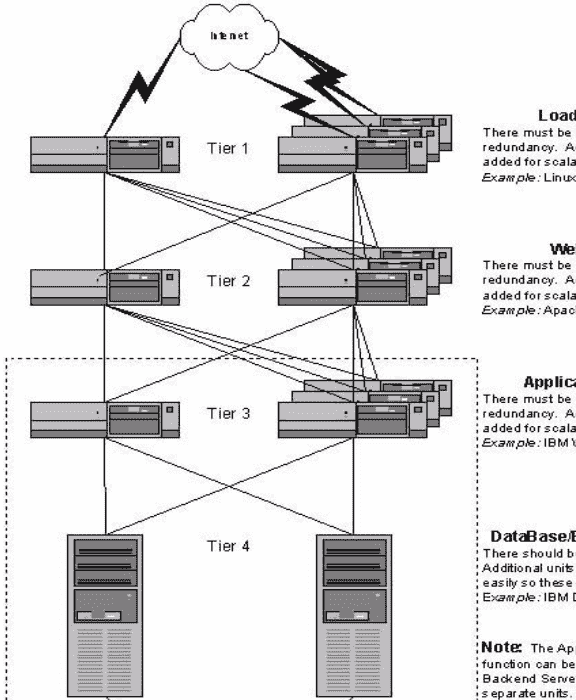 Internet
Tier 1
Load
There must be
redundancy. A
added for scala
Example: Linux
Tier 2
We
There must be
redundancy. A
added for scala
Example: Apac
Tier 3
Applica
There must be
redundancy. A
added for scala
Example: IBM
Tier 4
DataBase/
There should b
Additional units
easily so these
Example: IBM
Note: The Ap
function can be
Backend Serve
separate units.